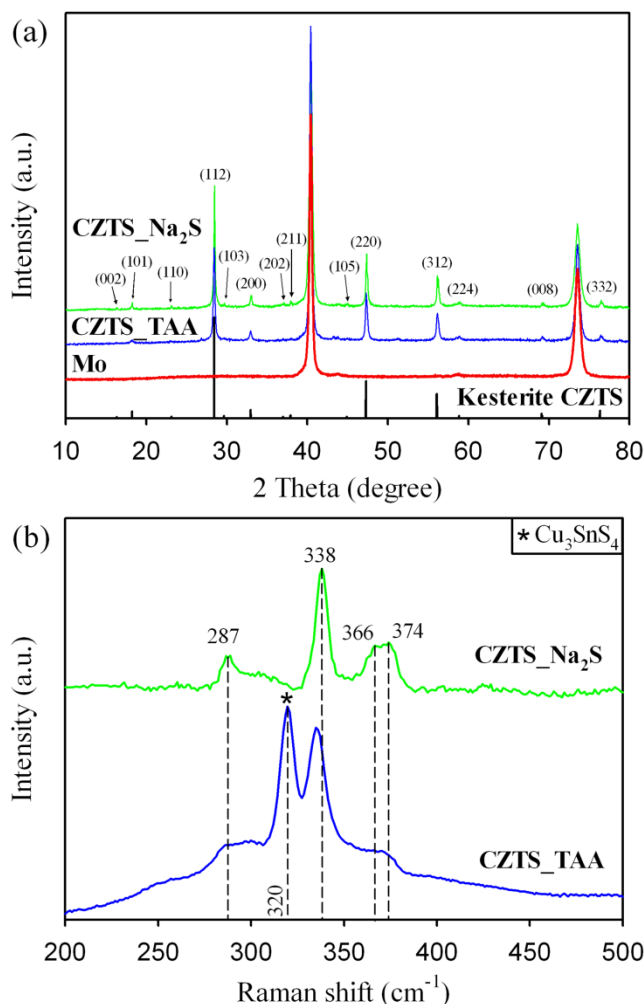 (a)
Intensity (a.u.)
CZTS_Na₂S
CZTS_TAA
Mo
Kesterite CZTS
(002)
(101)
(110)
(112)
(103)
(200)
(202)
(211)
(105)
(220)
(312)
(224)
(008)
(332)
10 20 30 40 50 60 70 80
2 Theta (degree)
(b)
* Cu₃SnS₄
Intensity (a.u.)
287
338
366
374
CZTS_Na₂S
*
320
CZTS_TAA
200 250 300 350 400 450 500
Raman shift (cm⁻¹)